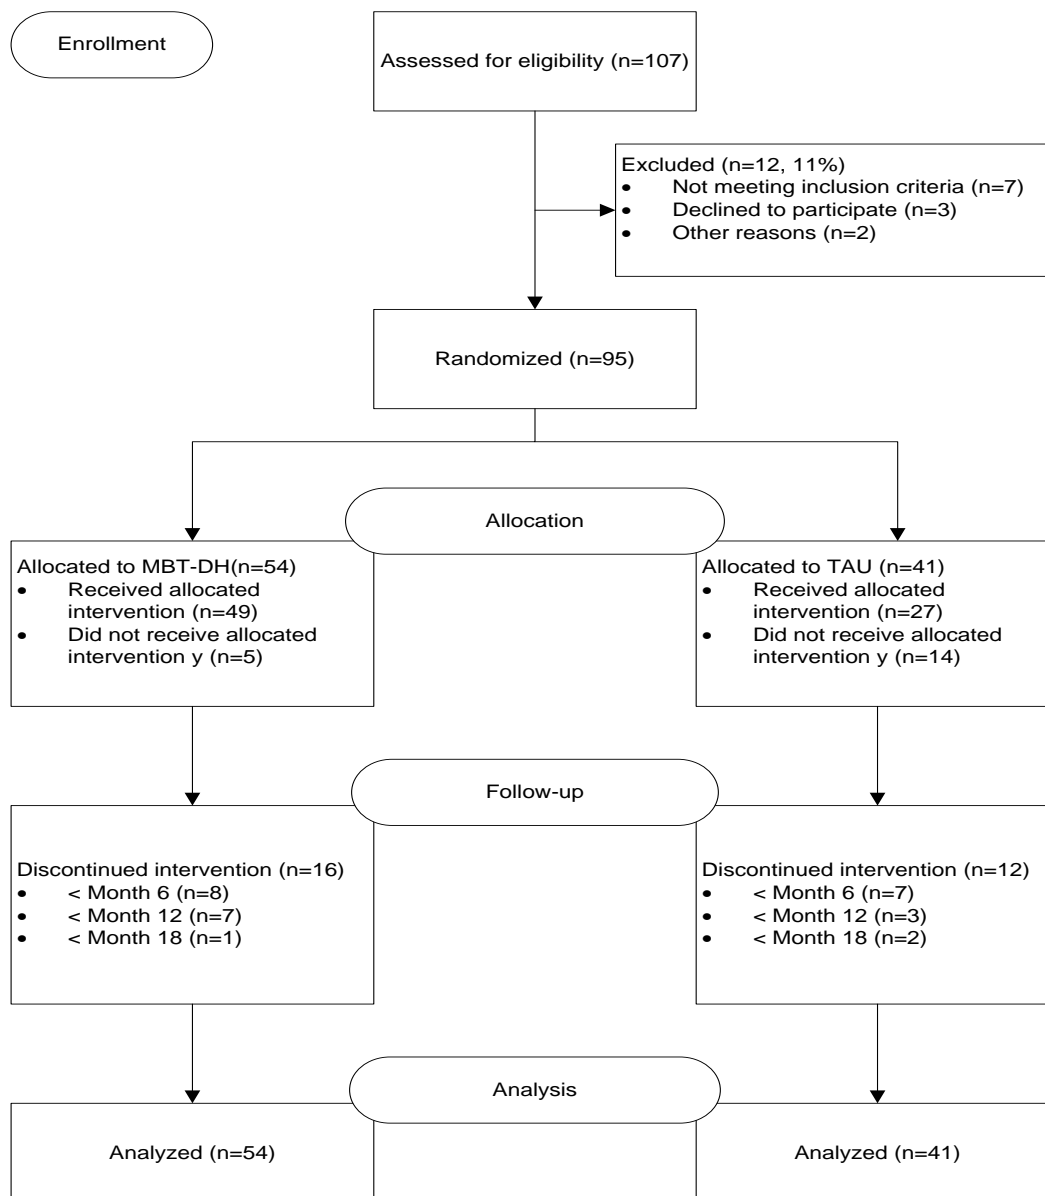 Enrollment
Assessed for eligibility (n=107)
Excluded (n=12, 11%)
• Not meeting inclusion criteria (n=7)
• Declined to participate (n=3)
• Other reasons (n=2)
Randomized (n=95)
Allocation
Allocated to MBT-DH(n=54)
• Received allocated
intervention (n=49)
• Did not receive allocated
intervention y (n=5)
Allocated to TAU (n=41)
• Received allocated
intervention (n=27)
• Did not receive allocated
intervention y (n=14)
Follow-up
Discontinued intervention (n=16)
• < Month 6 (n=8)
• < Month 12 (n=7)
• < Month 18 (n=1)
Discontinued intervention (n=12)
• < Month 6 (n=7)
• < Month 12 (n=3)
• < Month 18 (n=2)
Analysis
Analyzed (n=54)
Analyzed (n=41)